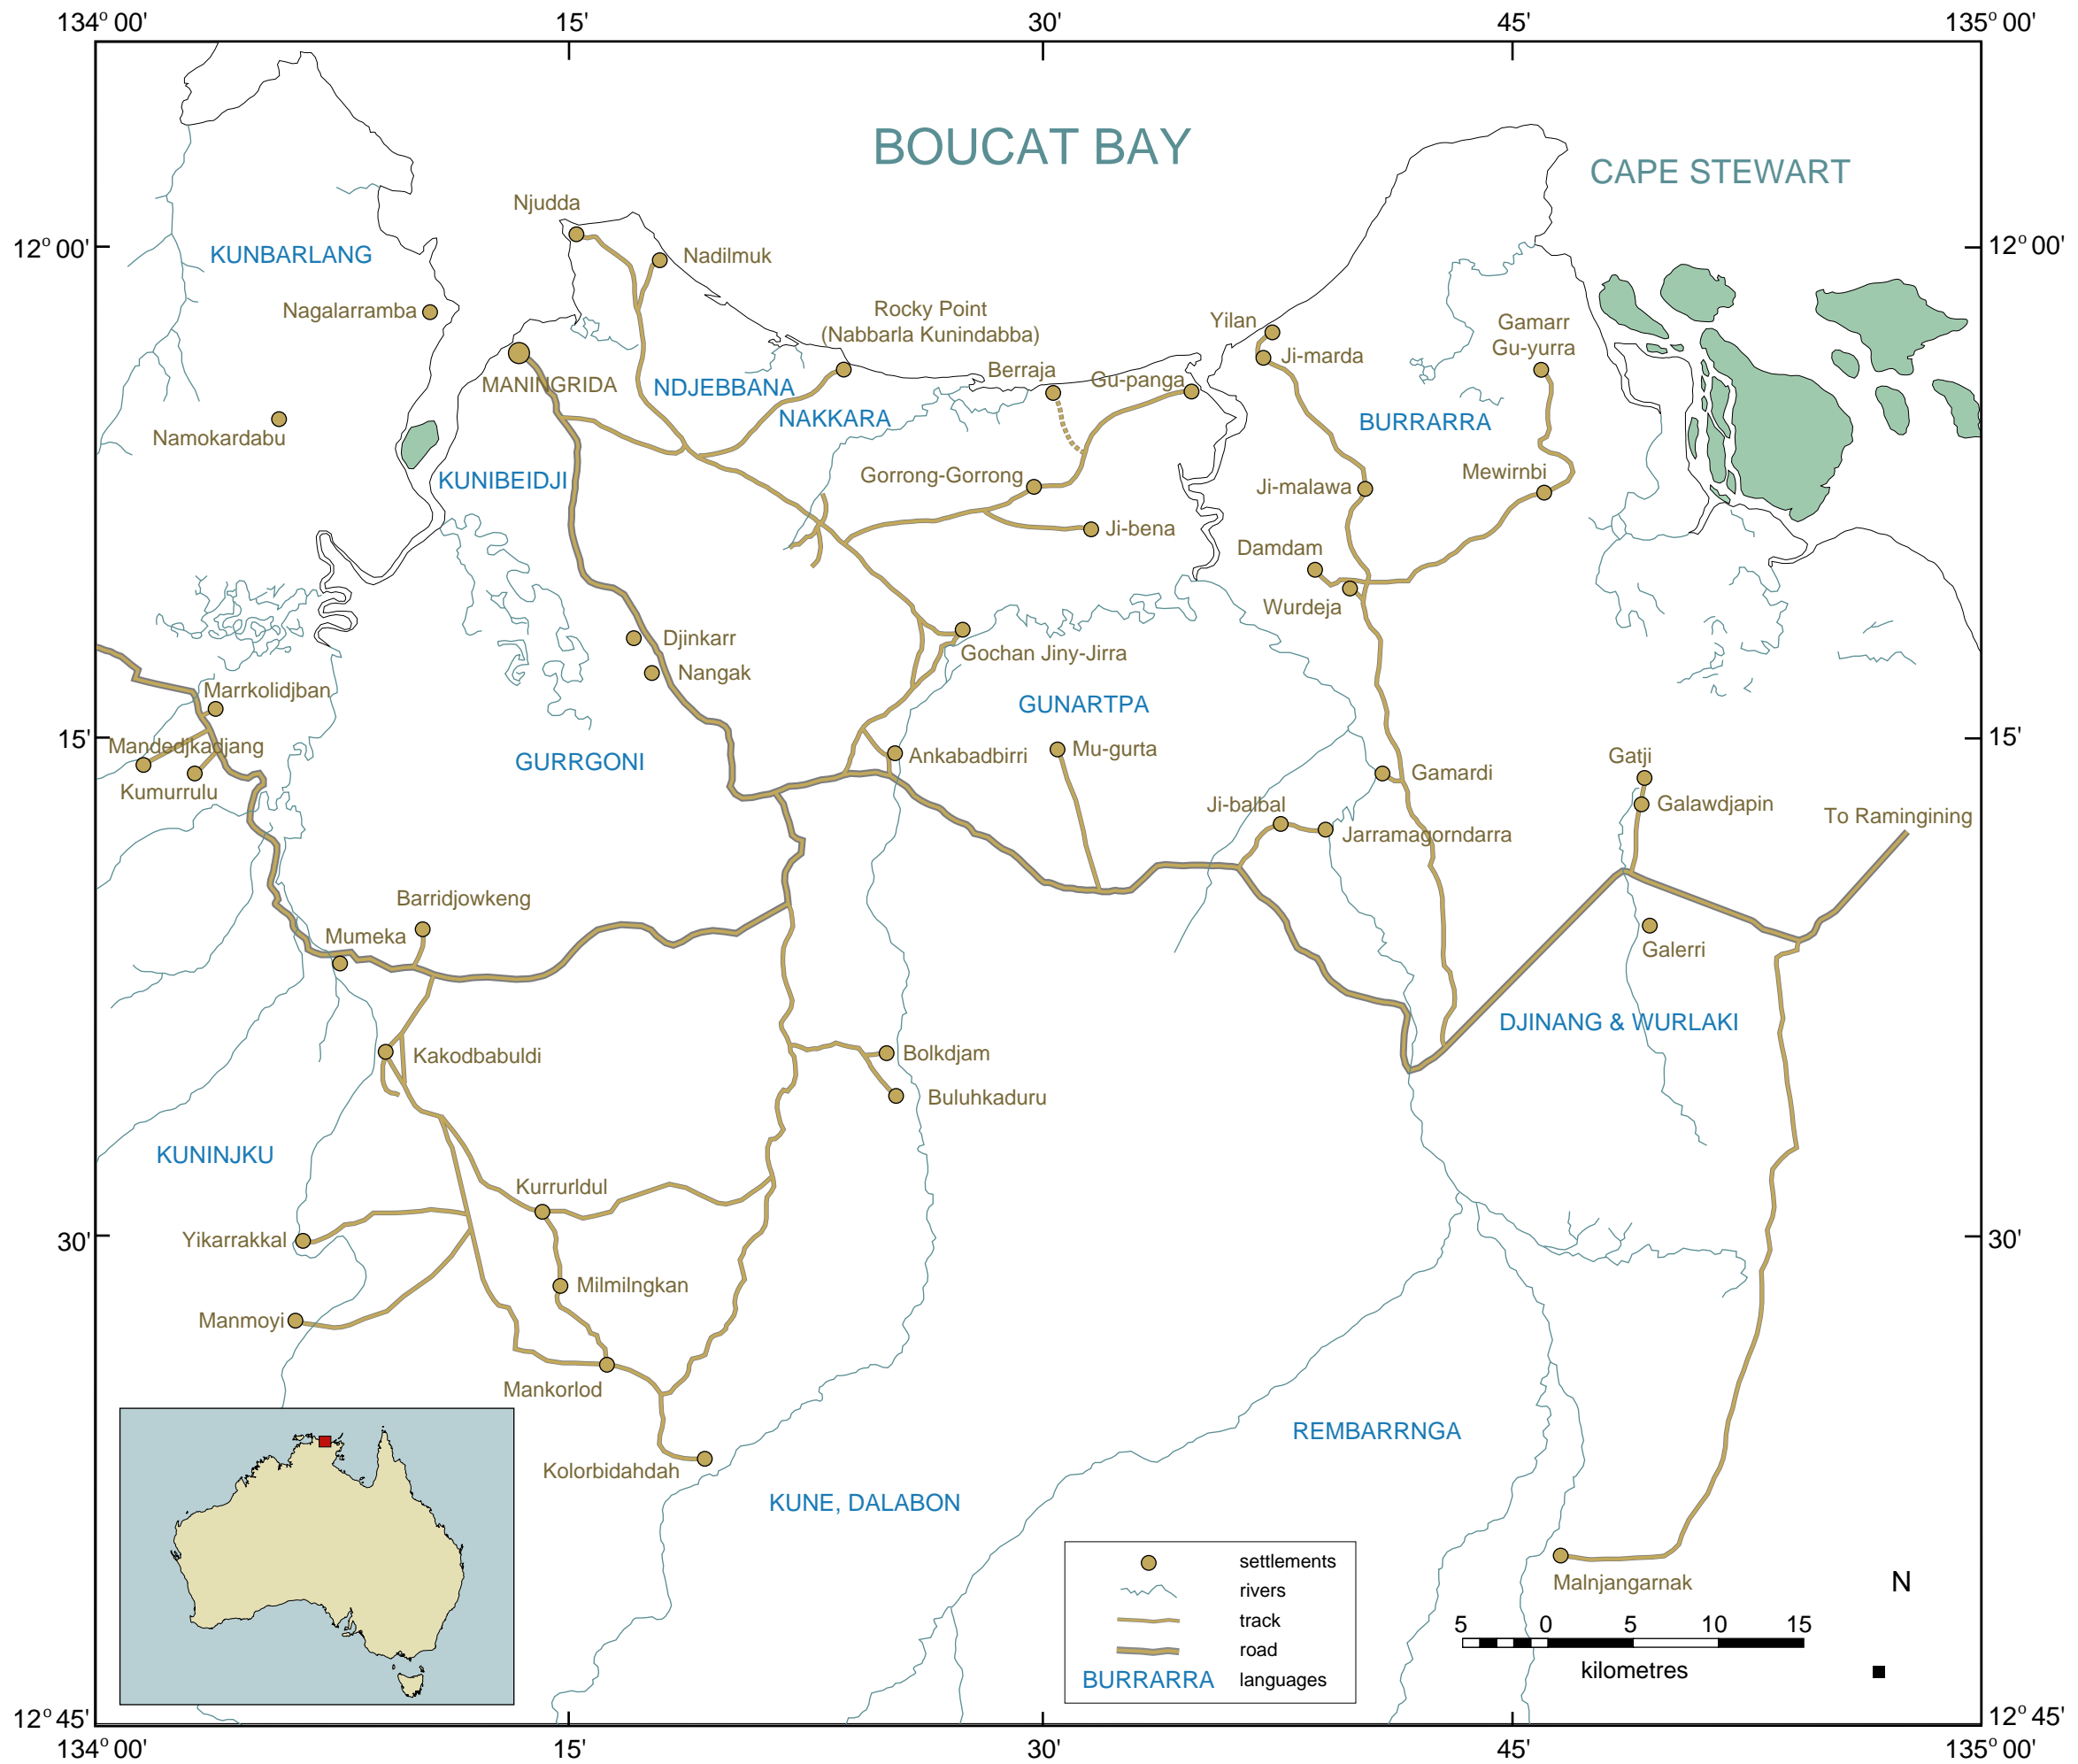 134° 00'
15'
30'
45'
135° 00'
BOUCAT BAY
CAPE STEWART
Njudda
12° 00'
KUNBARLANG
Nadilmuk
12° 00'
Nagalarramba
Rocky Point
(Nabbarla Kunindabba)
Yilan
Gamarr
Gu-yurra
Ji-marda
Berraja
Gu-panga
MANINGRIDA
NDJEBBANA
NAKKARA
BURRARRA
Namokardabu
KUNIBEIDJI
Gorrong-Gorrong
Ji-malawa
Mewirnbi
Ji-bena
Damdam
Wurdeja
Djinkarr
Gochan Jiny-Jirra
Nangak
Marrkolidjban
GUNARTPA
15'
Mandedjkadjang
Kumurrulu
GURRGONI
Ankabadbirri
Mu-gurta
Gamardi
Gatji
15'
Ji-balbal
Galawdjapin
To Ramingining
Jarramagorndarra
Barridjowkeng
Mumeka
Galerri
DJINANG & WURLAKI
Kakodbabuldi
Bolkdjam
Buluhkaduru
KUNINJKU
Kururrldul
Yikarrakkal
30'
30'
Milmilngkan
Manmoyi
Mankorlod
REMBARRNGA
Kolorbidahdah
KUNE, DALABON
settlements
rivers
track
road
BURRARRA languages
Malnjangarnak
N
5 0 5 10 15
kilometres
12° 45'
12° 45'
134° 00'
15'
30'
45'
135° 00'